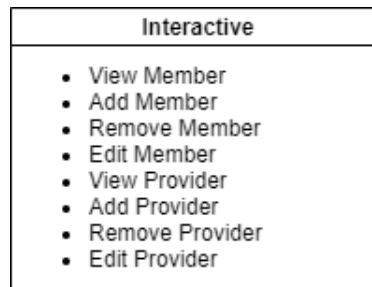 Interactive
• View Member
• Add Member
• Remove Member
• Edit Member
• View Provider
• Add Provider
• Remove Provider
• Edit Provider